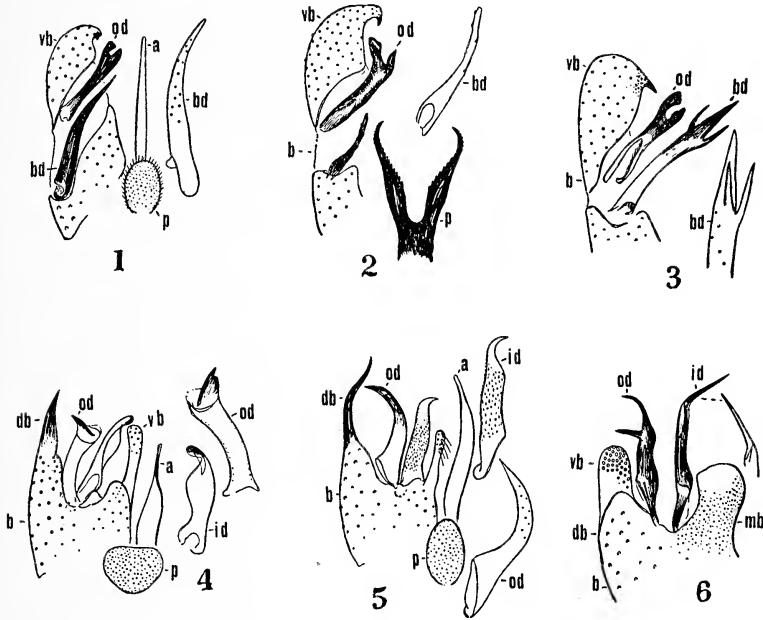 vb od a bd bd p
1
vb od bd b p
2
vb od bd b bd
3
db od vb a od b id p
4
db od a id b p od
5
od id vb db mb b
6